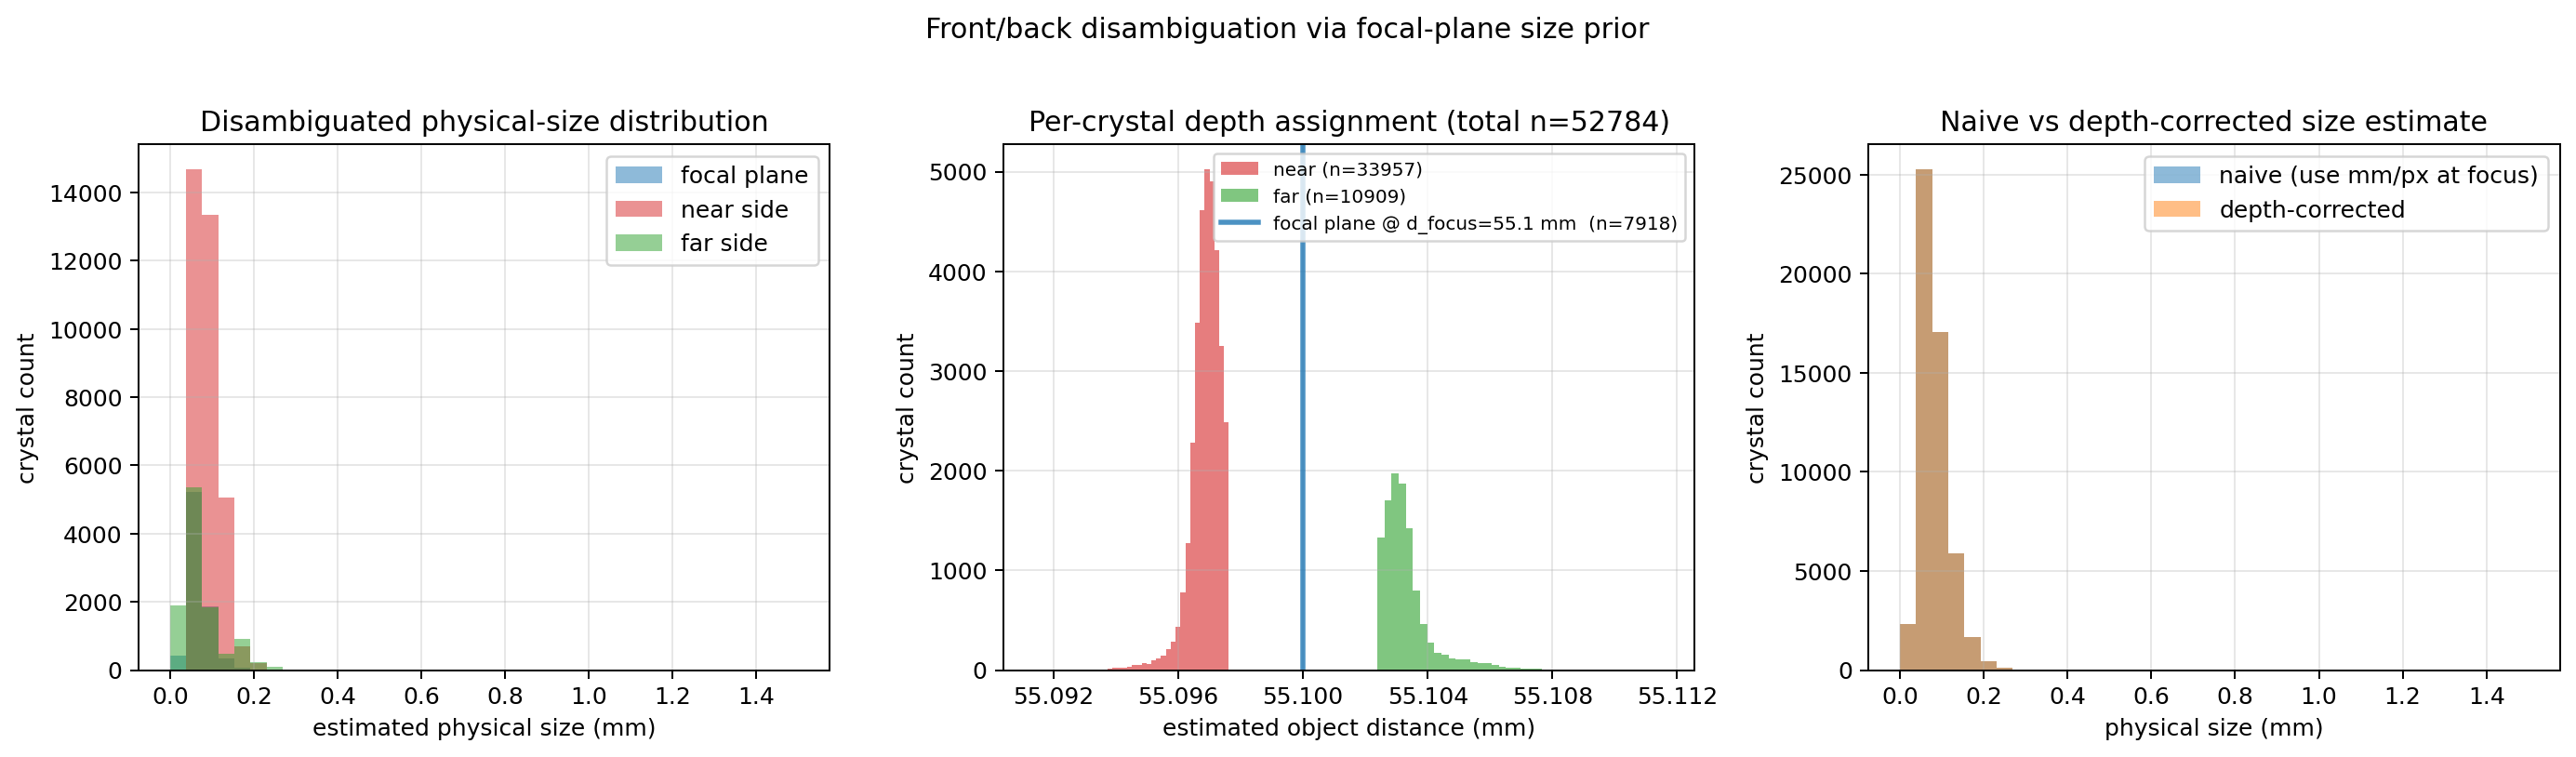 Front/back disambiguation via focal-plane size prior
Disambiguated physical-size distribution
focal plane
near side
far side
14000
12000
10000
8000
6000
4000
2000
0
crystal count
0.0 0.2 0.4 0.6 0.8 1.0 1.2 1.4
estimated physical size (mm)
Per-crystal depth assignment (total n=52784)
near (n=33957)
far (n=10909)
focal plane @ d_focus=55.1 mm (n=7918)
5000
4000
3000
2000
1000
0
crystal count
55.092 55.096 55.100 55.104 55.108 55.112
estimated object distance (mm)
Naive vs depth-corrected size estimate
naive (use mm/px at focus)
depth-corrected
25000
20000
15000
10000
5000
0
crystal count
0.0 0.2 0.4 0.6 0.8 1.0 1.2 1.4
physical size (mm)